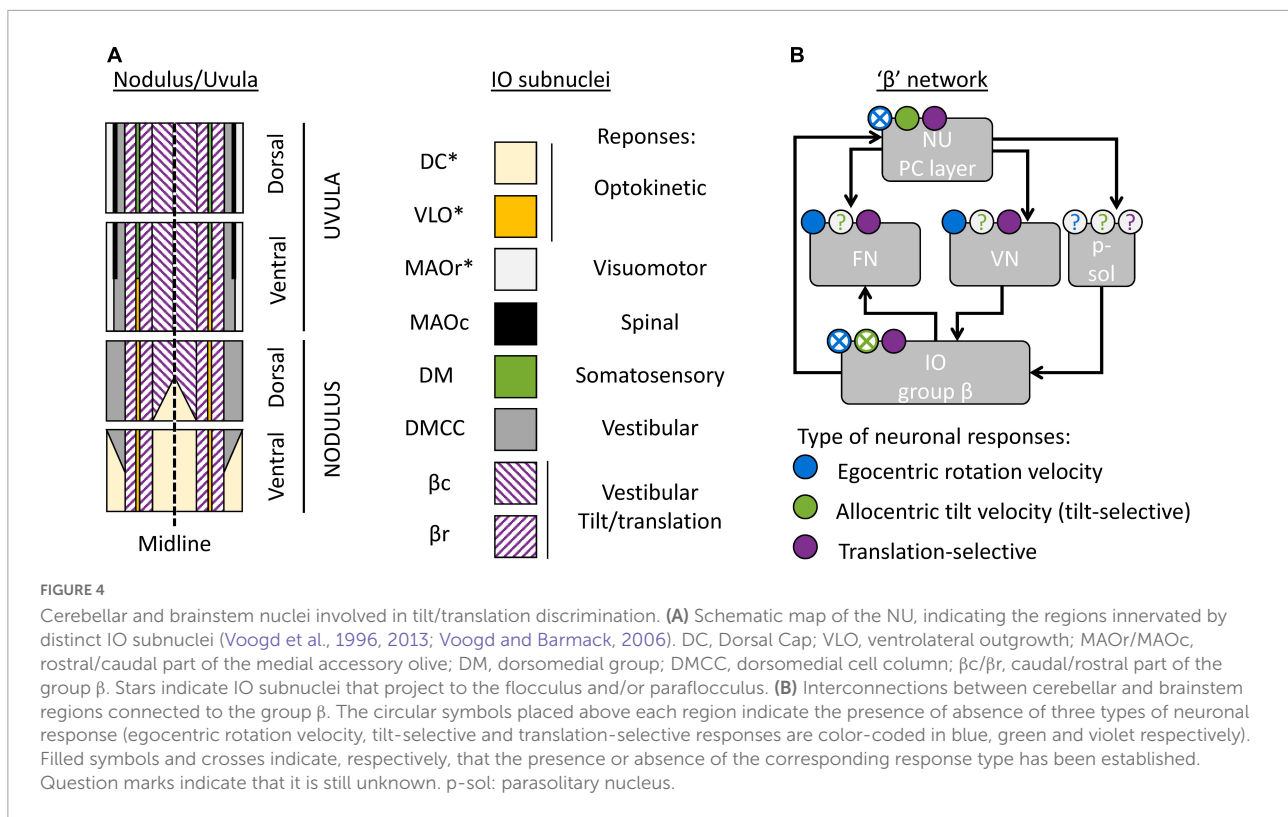 A
Nodulus/Uvula
Dorsal
Ventral
UVULA
Dorsal
Ventral
NODULUS
Midline
IO subnuclei
Reponses:
DC*
Optokinetic
VLO*
MAOr*
Visuomotor
MAOc
Spinal
DM
Somatosensory
DMCC
Vestibular
βc
Vestibular
Tilt/translation
βr
B
'β' network
NU
PC layer
?
?
?
?
?
FN
VN
p-
sol
IO
group β
Type of neuronal responses:
Egocentric rotation velocity
Allocentric tilt velocity (tilt-selective)
Translation-selective
FIGURE 4
Cerebellar and brainstem nuclei involved in tilt/translation discrimination. (A) Schematic map of the NU, indicating the regions innervated by
distinct IO subnuclei (Voogd et al., 1996, 2013; Voogd and Barmack, 2006). DC, Dorsal Cap; VLO, ventrolateral outgrowth; MAOr/MAOc,
rostral/caudal part of the medial accessory olive; DM, dorsomedial group; DMCC, dorsomedial cell column; βc/βr, caudal/rostral part of the
group β. Stars indicate IO subnuclei that project to the flocculus and/or paraflocculus. (B) Interconnections between cerebellar and brainstem
regions connected to the group β. The circular symbols placed above each region indicate the presence of absence of three types of neuronal
response (egocentric rotation velocity, tilt-selective and translation-selective responses are color-coded in blue, green and violet respectively).
Filled symbols and crosses indicate, respectively, that the presence or absence of the corresponding response type has been established.
Question marks indicate that it is still unknown. p-sol: parasolitary nucleus.